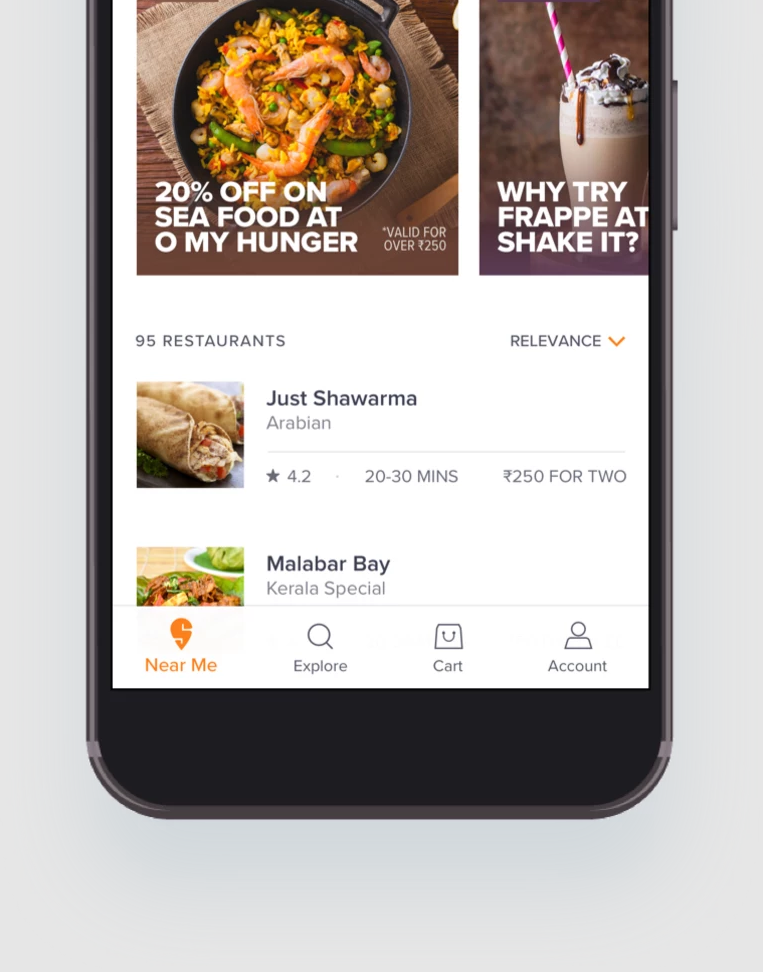 20% OFF ON
SEA FOOD AT
O MY HUNGER
*VALID FOR
OVER ₹250
WHY TRY
FRAPPE AT
SHAKE IT?
95 RESTAURANTS
RELEVANCE
Just Shawarma
Arabian
★ 4.2 · 20-30 MINS ₹250 FOR TWO
Malabar Bay
Kerala Special
Near Me
Explore
Cart
Account